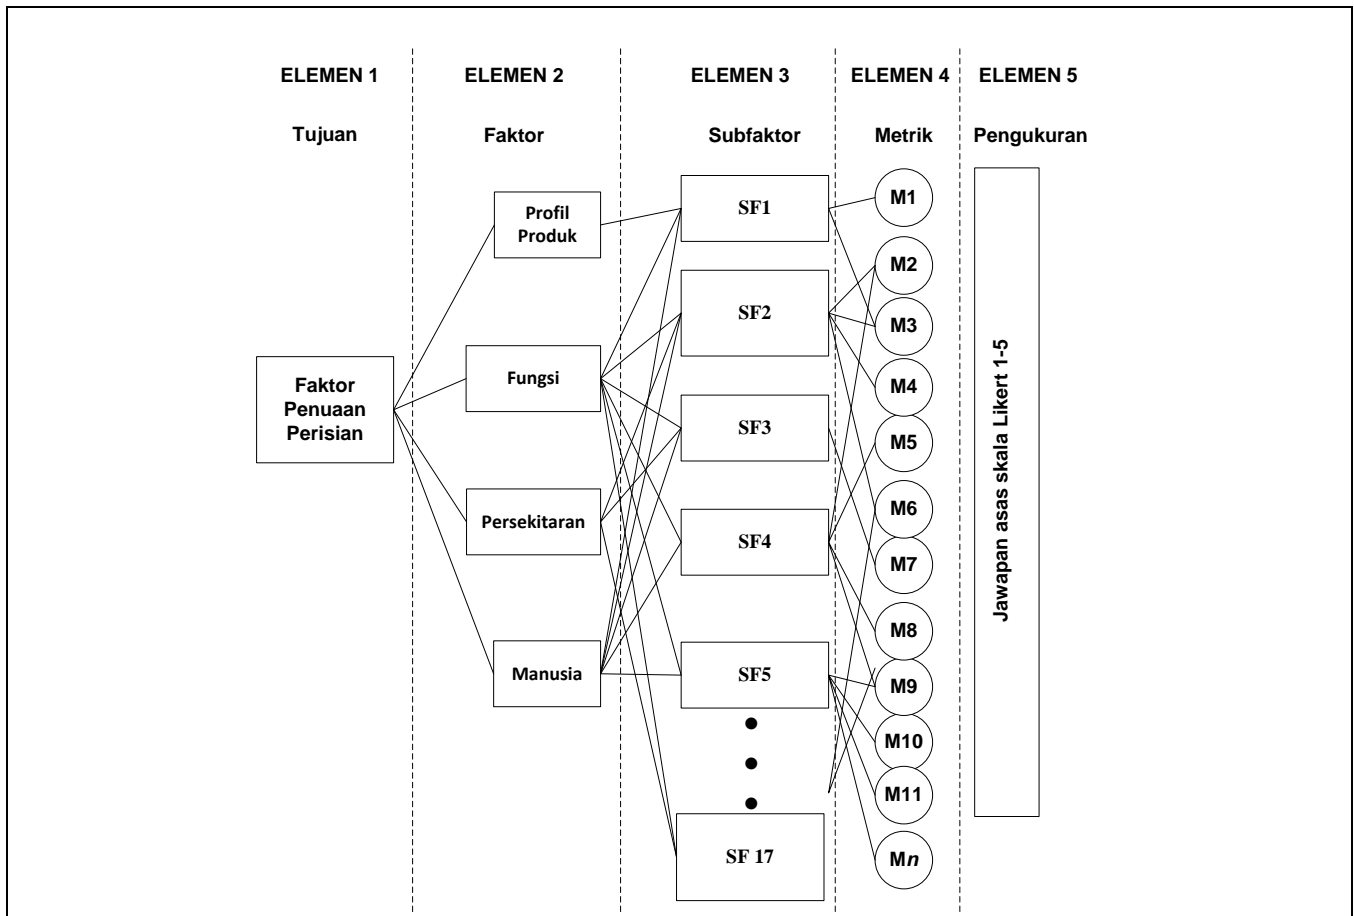 ELEMEN 1
ELEMEN 2
ELEMEN 3
ELEMEN 4
ELEMEN 5
Tujuan
Faktor
Subfaktor
Metrik
Pengukuran
Faktor
Penuaan
Perisian
Profil
Produk
Fungsi
Persekitaran
Manusia
SF1
SF2
SF3
SF4
SF5
SF 17
M1
M2
M3
M4
M5
M6
M7
M8
M9
M10
M11
Mn
Jawapan asas skala Likert 1-5